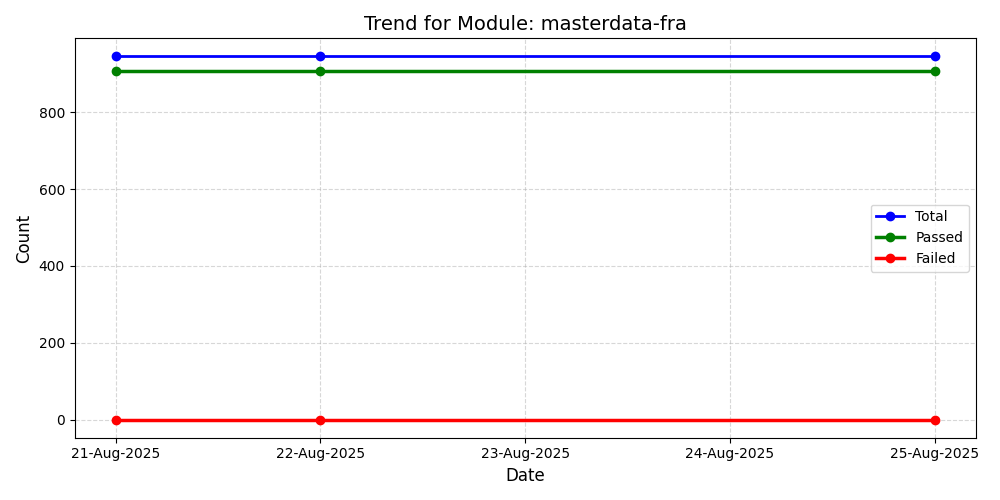 Trend for Module: masterdata-fra
Count
800
600
400
200
0
Total
Passed
Failed
21-Aug-2025
22-Aug-2025
23-Aug-2025
24-Aug-2025
25-Aug-2025
Date